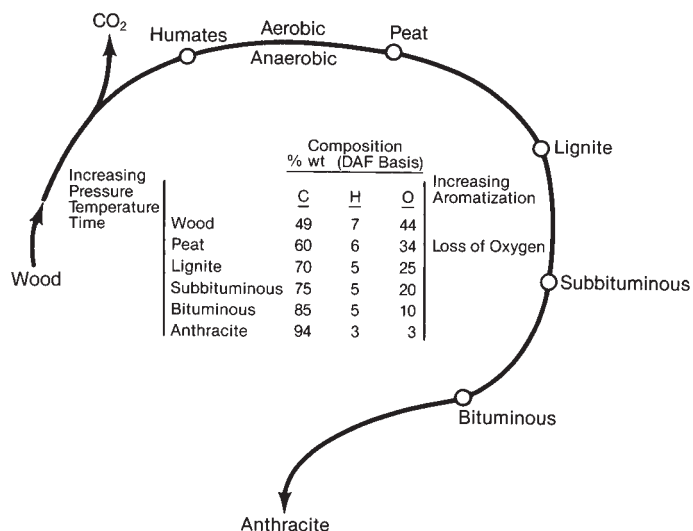 CO2
Humates
Aerobic
Anaerobic
Peat
Lignite
Subbituminous
Bituminous
Anthracite
Wood
Increasing
Pressure
Temperature
Time
Composition
% wt (DAF Basis)
C H O
Wood 49 7 44
Peat 60 6 34
Lignite 70 5 25
Subbituminous 75 5 20
Bituminous 85 5 10
Anthracite 94 3 3
Increasing
Aromatization
Loss of Oxygen